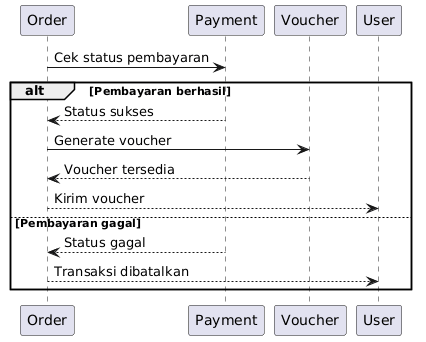 Order Payment Voucher User
Cek status pembayaran
alt [Pembayaran berhasil]
Status sukses
Generate voucher
Voucher tersedia
Kirim voucher
[Pembayaran gagal]
Status gagal
Transaksi dibatalkan
Order Payment Voucher User